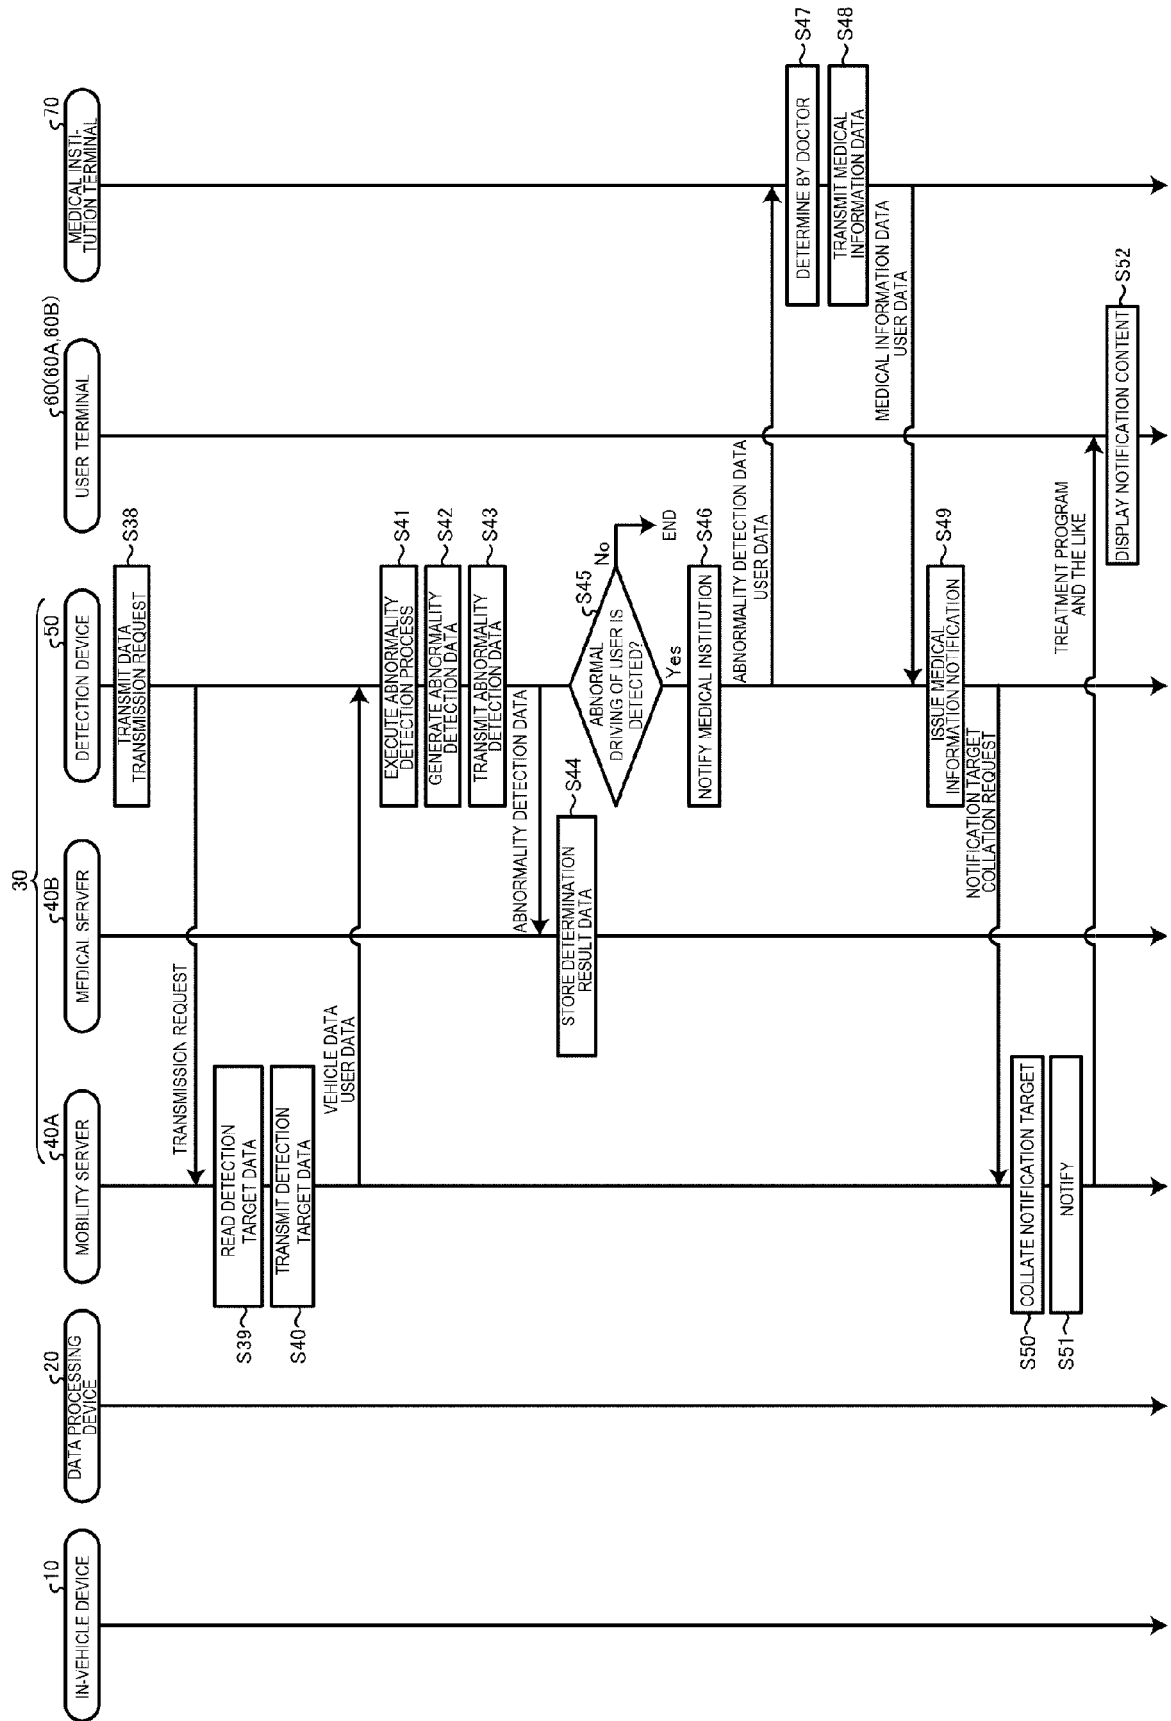 30
10
IN-VEHICLE DEVICE
20
DATA PROCESSING
DEVICE
40A
MOBILITY SERVER
40B
MEDICAL SERVER
50
DETECTION DEVICE
60(60A,60B)
USER TERMINAL
70
MEDICAL INSTI-
TUTION TERMINAL
TRANSMIT DATA
TRANSMISSION REQUEST
S38
TRANSMISSION REQUEST
S39
READ DETECTION
TARGET DATA
S40
TRANSMIT DETECTION
TARGET DATA
VEHICLE DATA
USER DATA
EXECUTE ABNORMALITY
DETECTION PROCESS
S41
GENERATE ABNORMALITY
DETECTION DATA
S42
TRANSMIT ABNORMALITY
DETECTION DATA
S43
ABNORMALITY DETECTION DATA
STORE DETERMINATION
RESULT DATA
S44
ABNORMAL
DRIVING OF USER IS
DETECTED?
S45
No
END
Yes
NOTIFY MEDICAL INSTITUTION
S46
ABNORMALITY DETECTION DATA
USER DATA
DETERMINE BY DOCTOR
S47
TRANSMIT MEDICAL
INFORMATION DATA
S48
MEDICAL INFORMATION DATA
USER DATA
ISSUE MEDICAL
INFORMATION NOTIFICATION
S49
NOTIFICATION TARGET
COLLATION REQUEST
S50
COLLATE NOTIFICATION TARGET
S51
NOTIFY
TREATMENT PROGRAM
AND THE LIKE
DISPLAY NOTIFICATION CONTENT
S52